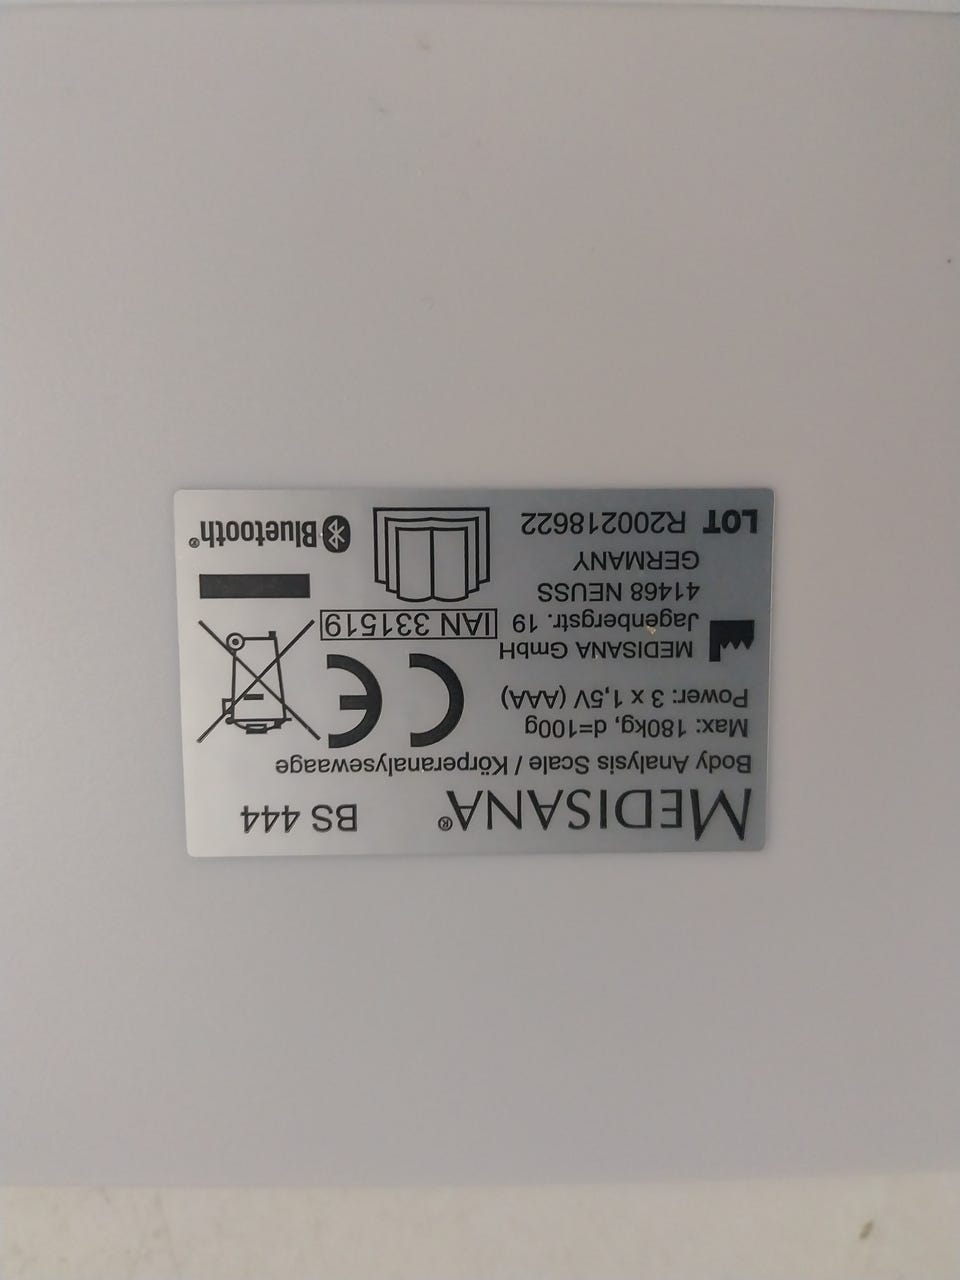 MEDISANA® BS 444
Body Analysis Scale / Körperanalysewaage
Max: 180kg, d=100g
Power: 3 x 1,5V (AAA)
CE
MEDISANA GmbH
Jagenbergstr. 19
41468 NEUSS
GERMANY
IAN 331519
LOT R200218622
Bluetooth®